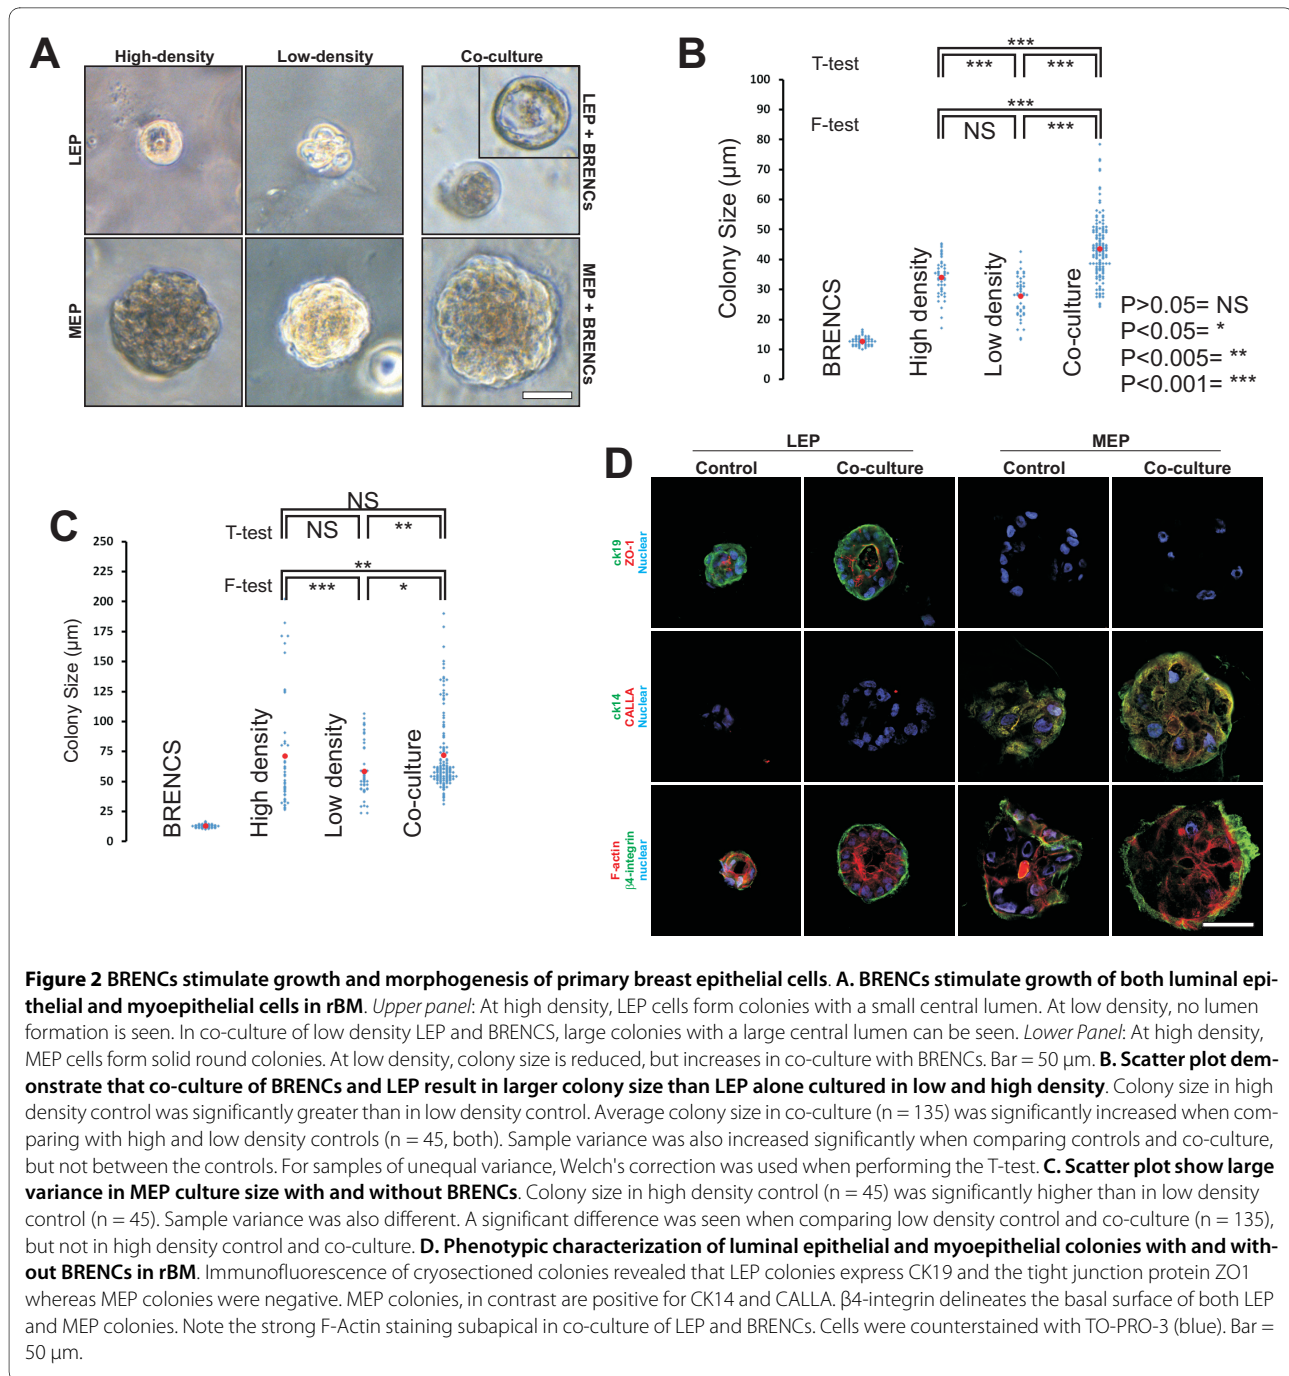 A
High-density
Low-density
Co-culture
LEP
LEP + BRENCs
MEP
MEP + BRENCs
B
T-test
***
***
***
F-test
***
NS
***
Colony Size (µm)
100
90
80
70
60
50
40
30
20
10
0
BRENCS
High density
Low density
Co-culture
P>0.05= NS
P<0.05= *
P<0.005= **
P<0.001= ***
C
T-test
NS
NS
**
F-test
**
***
*
Colony Size (µm)
250
225
200
175
150
125
100
75
50
25
0
BRENCS
High density
Low density
Co-culture
D
LEP
MEP
Control
Co-culture
Control
Co-culture
ck19
ZO-1
Nuclear
ck14
CALLA
Nuclear
F-actin
β4-integrin
nuclear
Figure 2 BRENCs stimulate growth and morphogenesis of primary breast epithelial cells. A. BRENCs stimulate growth of both luminal epi-
thelial and myoepithelial cells in rBM. Upper panel: At high density, LEP cells form colonies with a small central lumen. At low density, no lumen
formation is seen. In co-culture of low density LEP and BRENCS, large colonies with a large central lumen can be seen. Lower Panel: At high density,
MEP cells form solid round colonies. At low density, colony size is reduced, but increases in co-culture with BRENCs. Bar = 50 µm. B. Scatter plot dem-
onstrate that co-culture of BRENCs and LEP result in larger colony size than LEP alone cultured in low and high density. Colony size in high
density control was significantly greater than in low density control. Average colony size in co-culture (n = 135) was significantly increased when com-
paring with high and low density controls (n = 45, both). Sample variance was also increased significantly when comparing controls and co-culture,
but not between the controls. For samples of unequal variance, Welch's correction was used when performing the T-test. C. Scatter plot show large
variance in MEP culture size with and without BRENCs. Colony size in high density control (n = 45) was significantly higher than in low density
control (n = 45). Sample variance was also different. A significant difference was seen when comparing low density control and co-culture (n = 135),
but not in high density control and co-culture. D. Phenotypic characterization of luminal epithelial and myoepithelial colonies with and with-
out BRENCs in rBM. Immunofluorescence of cryosectioned colonies revealed that LEP colonies express CK19 and the tight junction protein ZO1
whereas MEP colonies were negative. MEP colonies, in contrast are positive for CK14 and CALLA. β4-integrin delineates the basal surface of both LEP
and MEP colonies. Note the strong F-Actin staining subapical in co-culture of LEP and BRENCs. Cells were counterstained with TO-PRO-3 (blue). Bar =
50 µm.